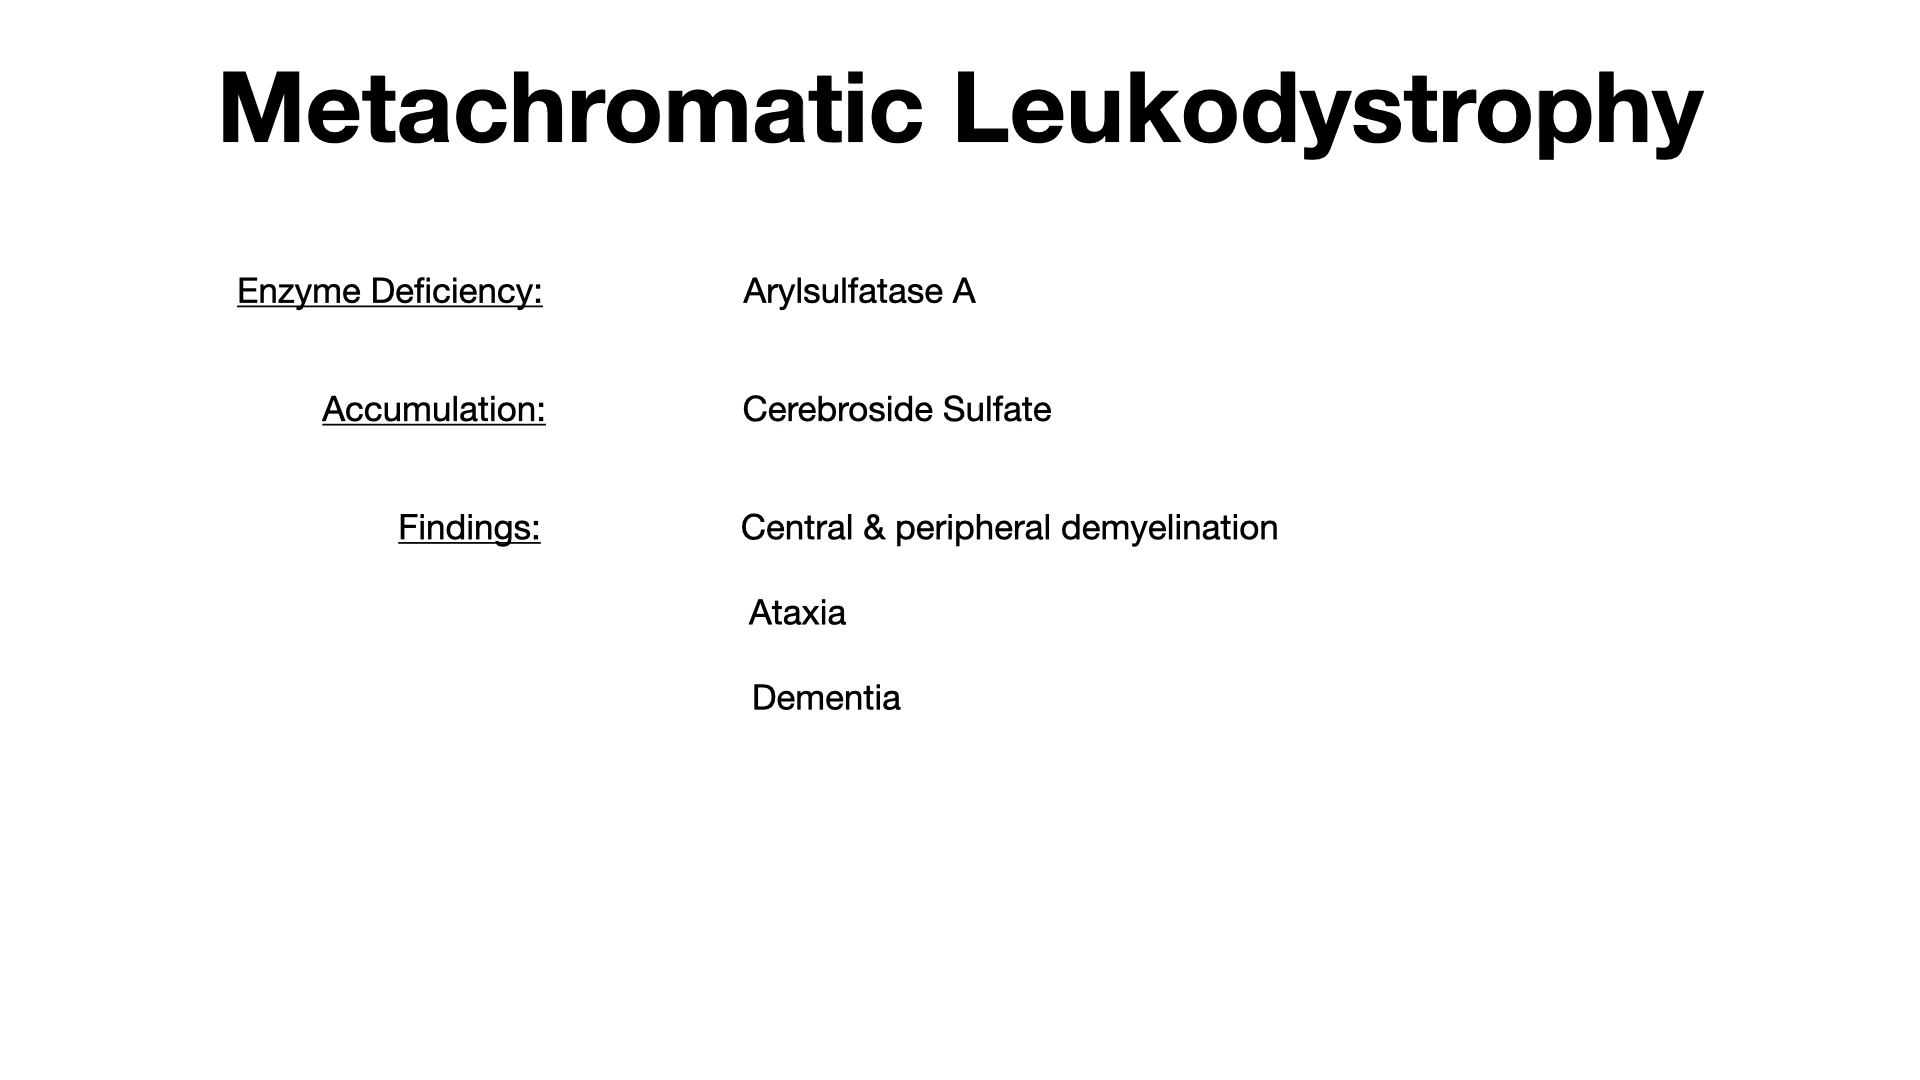 Metachromatic Leukodystrophy
Enzyme Deficiency: Arylsulfatase A
Accumulation: Cerebroside Sulfate
Findings: Central & peripheral demyelination
Ataxia
Dementia